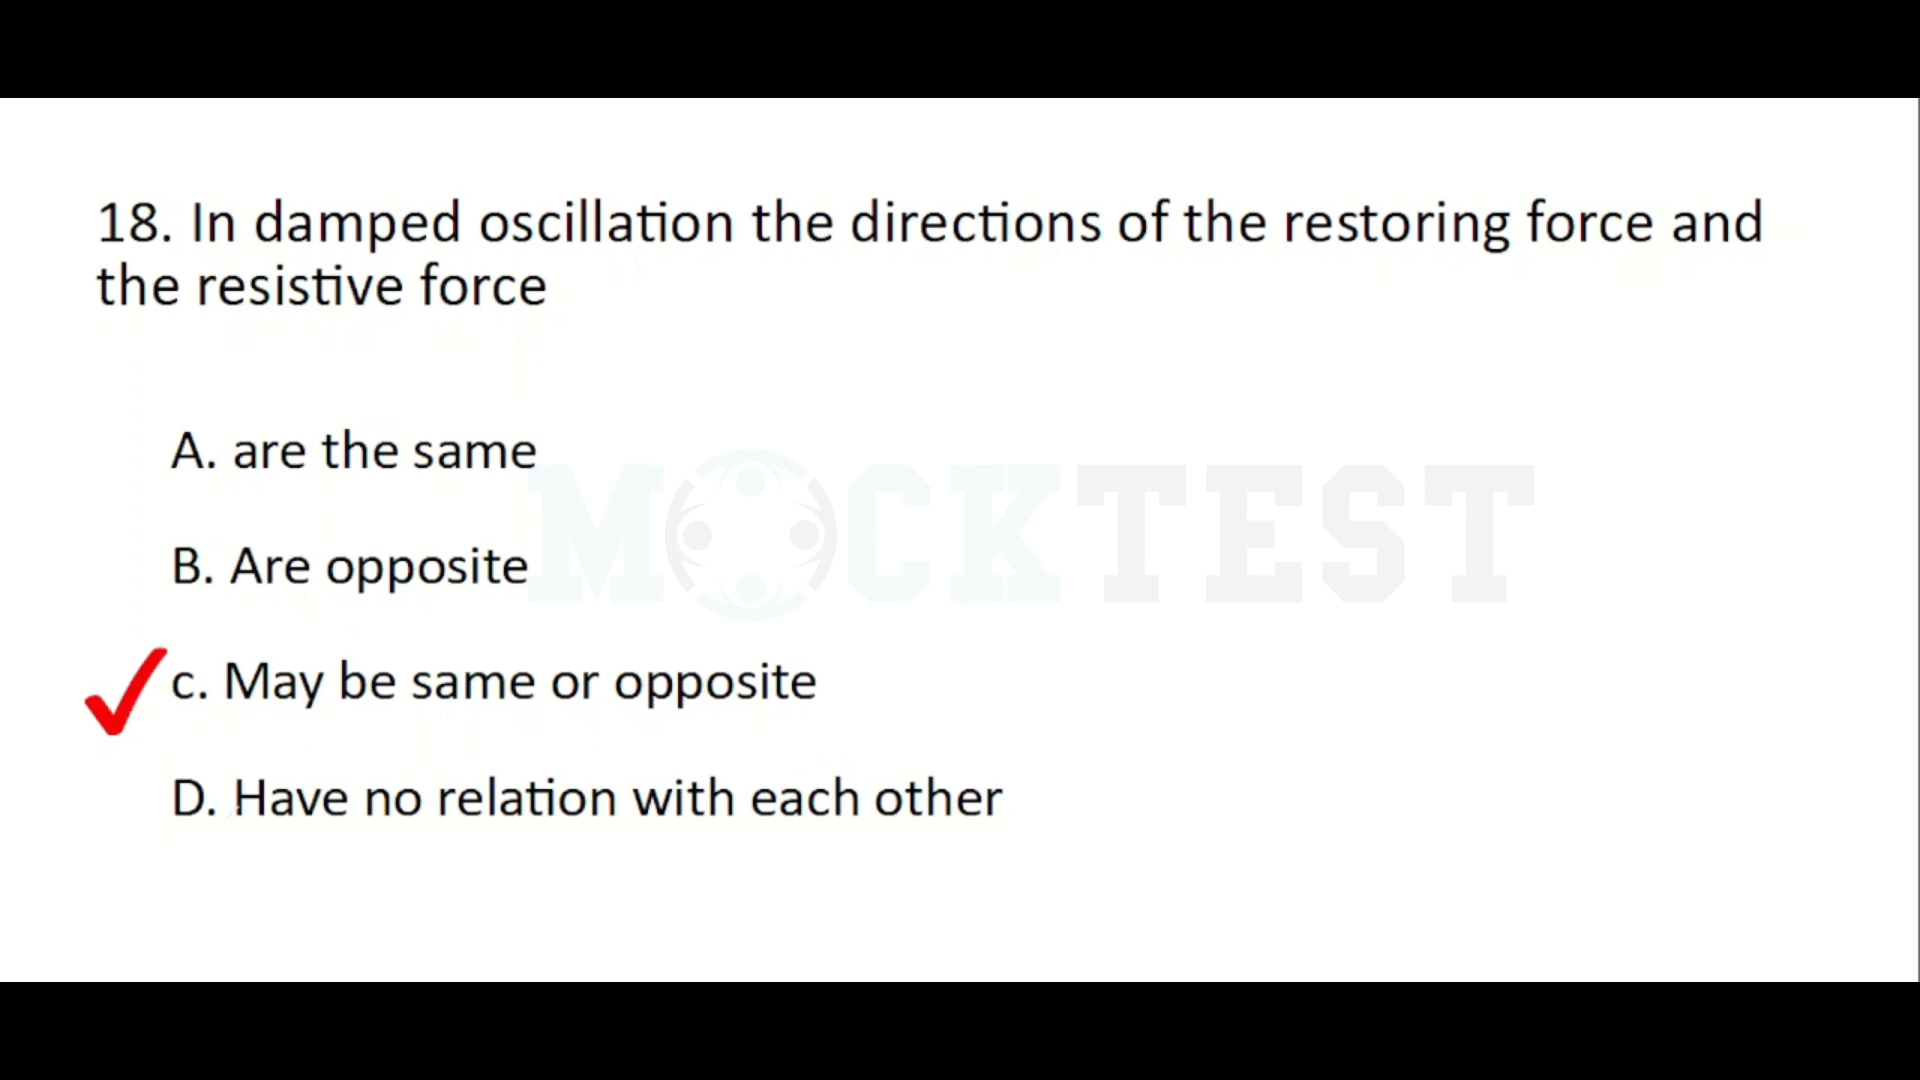 18. In damped oscillation the directions of the restoring force and
the resistive force
A. are the same
B. Are opposite
c. May be same or opposite
D. Have no relation with each other
MOCKTEST